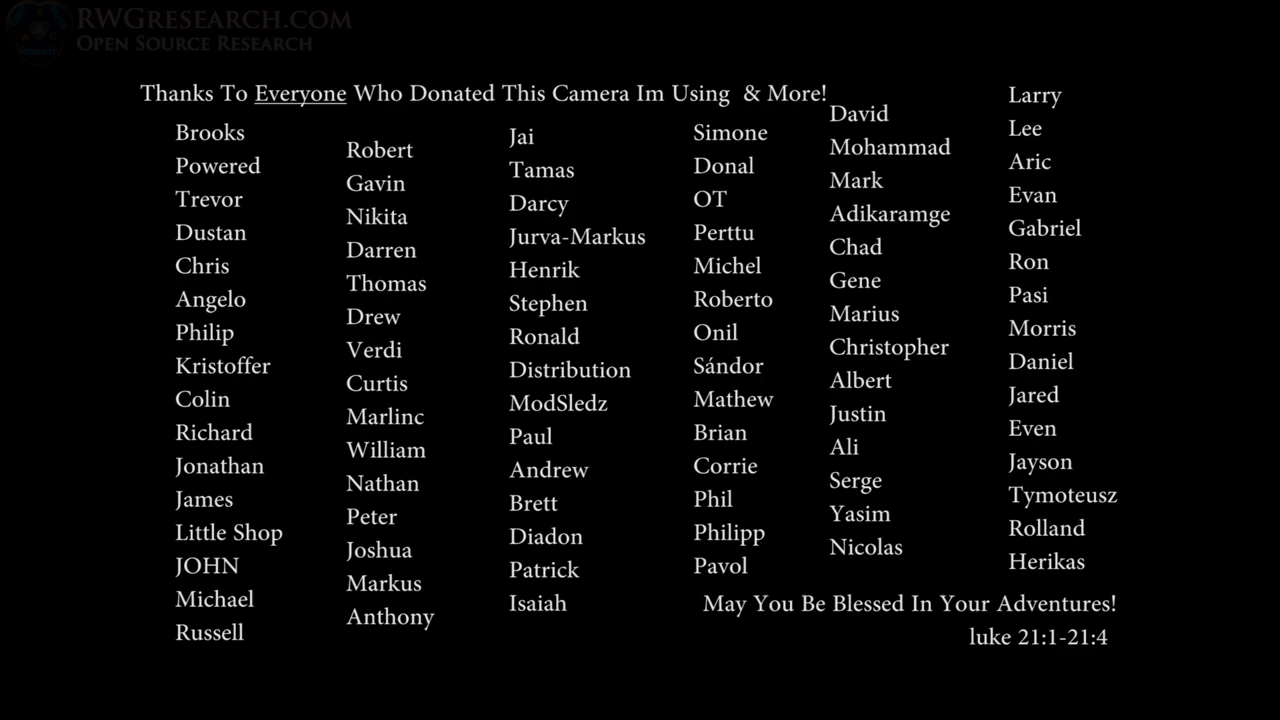 RWGRESEARCH.COM
OPEN SOURCE RESEARCH
Thanks To Everyone Who Donated This Camera Im Using & More!
Brooks
Powered
Trevor
Dustan
Chris
Angelo
Philip
Kristoffer
Colin
Richard
Jonathan
James
Little Shop
JOHN
Michael
Russell
Robert
Gavin
Nikita
Darren
Thomas
Drew
Verdi
Curtis
Marlinc
William
Nathan
Peter
Joshua
Markus
Anthony
Jai
Tamas
Darcy
Jurva-Markus
Henrik
Stephen
Ronald
Distribution
ModSledz
Paul
Andrew
Brett
Diadon
Patrick
Isaiah
Simone
Donal
OT
Perttu
Michel
Roberto
Onil
Sándor
Mathew
Brian
Corrie
Phil
Philipp
Pavol
David
Mohammad
Mark
Adikaramge
Chad
Gene
Marius
Christopher
Albert
Justin
Ali
Serge
Yasim
Nicolas
Larry
Lee
Aric
Evan
Gabriel
Ron
Pasi
Morris
Daniel
Jared
Even
Jayson
Tymoteusz
Rolland
Herikas
May You Be Blessed In Your Adventures!
luke 21:1-21:4